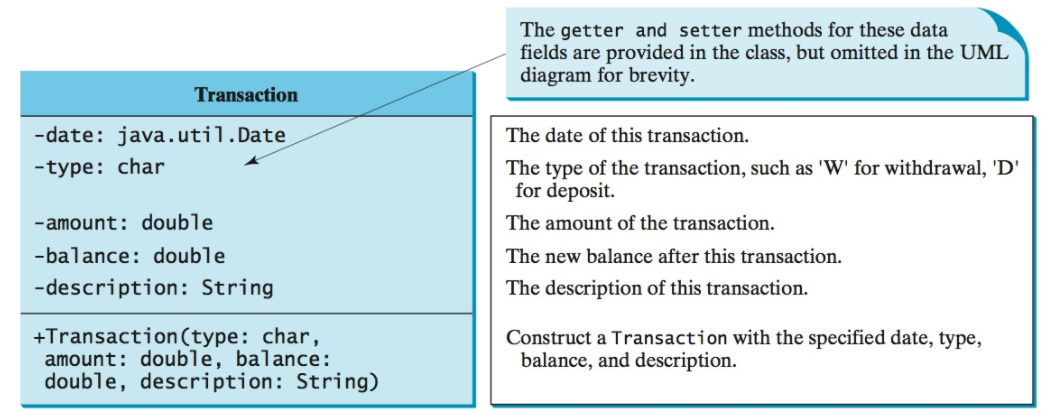 The getter and setter methods for these data
fields are provided in the class, but omitted in the UML
diagram for brevity.
Transaction
-date: java.util.Date
The date of this transaction.
-type: char
The type of the transaction, such as 'W' for withdrawal, 'D'
for deposit.
-amount: double
The amount of the transaction.
-balance: double
The new balance after this transaction.
-description: String
The description of this transaction.
+Transaction(type: char,
amount: double, balance:
double, description: String)
Construct a Transaction with the specified date, type,
balance, and description.